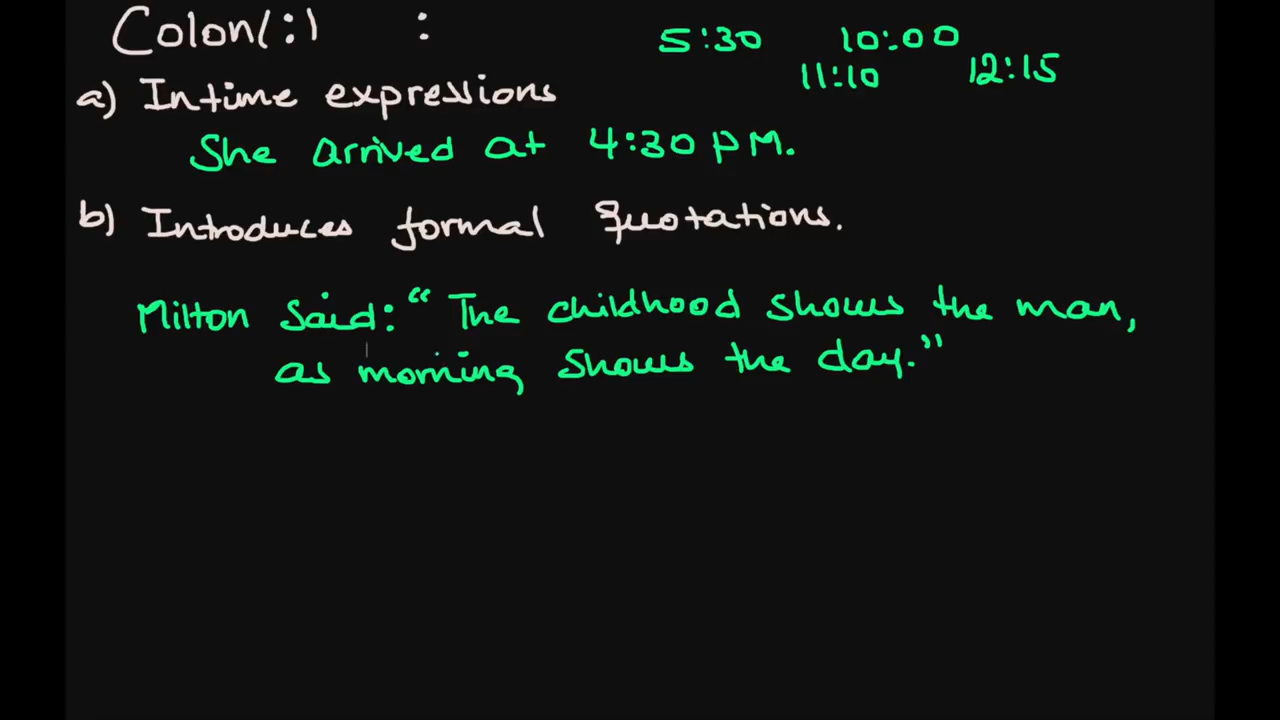 Colon(:) :
5:30 10:00
11:10 12:15
a) In time expressions
She arrived at 4:30 PM.
b) Introduces formal quotations.
Milton Said: “ The childhood shows the man,
as morning shows the day.”